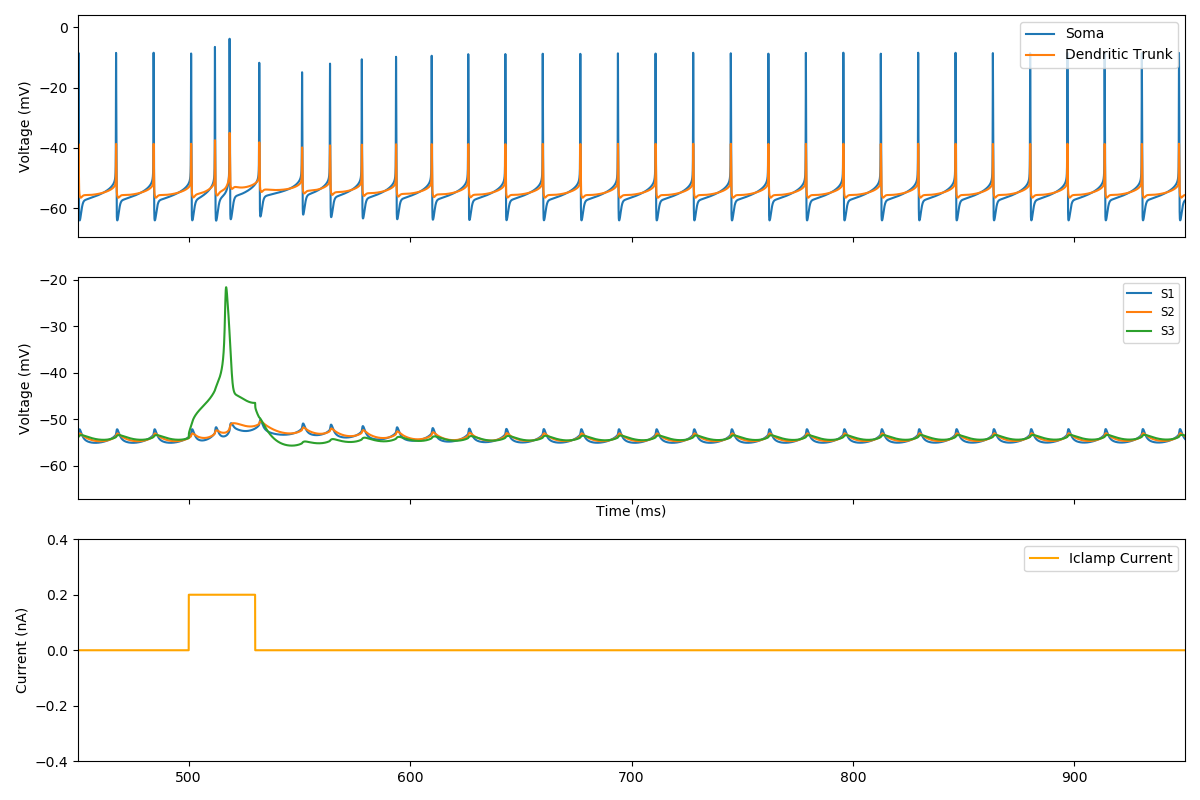 0
−20
−40
−60
Voltage (mV)
Soma
Dendritic Trunk
−20
−30
−40
−50
−60
Voltage (mV)
S1
S2
S3
Time (ms)
0.4
0.2
0.0
−0.2
−0.4
Current (nA)
Iclamp Current
500
600
700
800
900